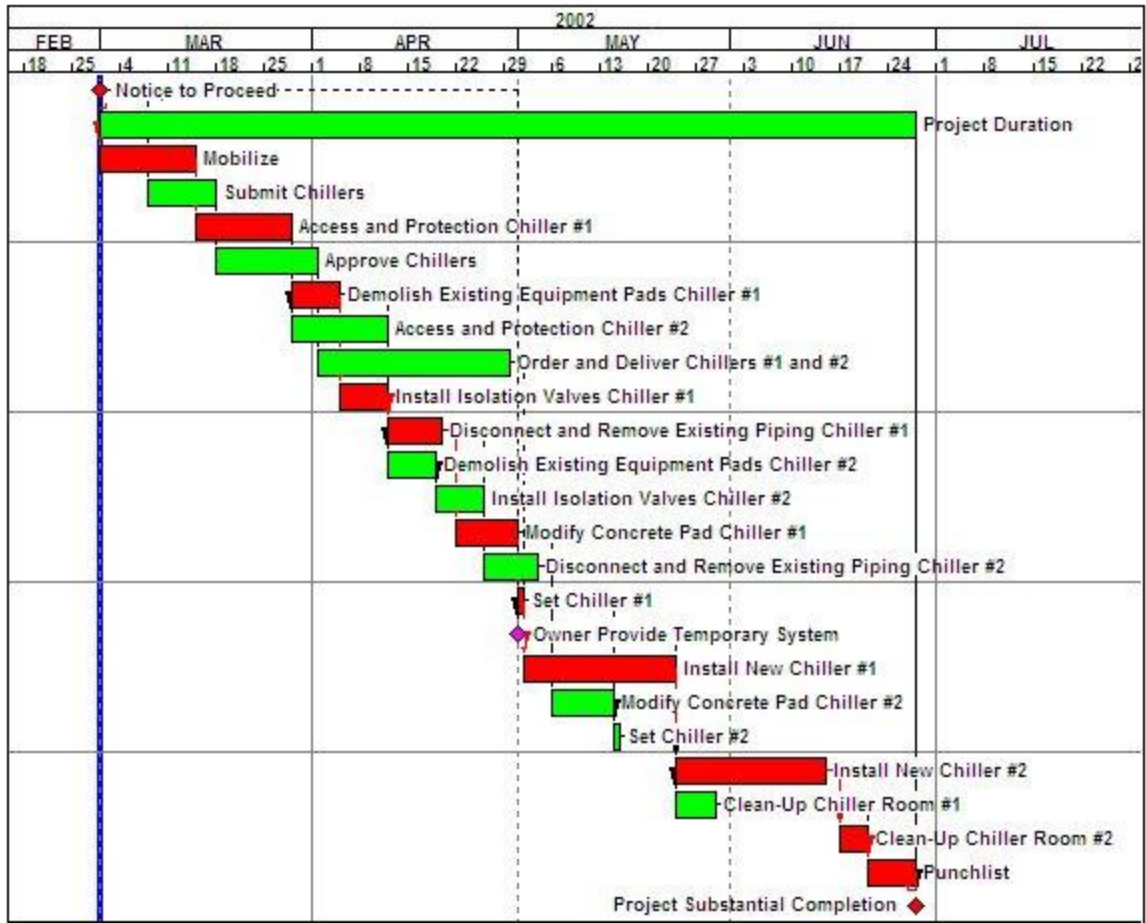 2002
FEB MAR APR MAY JUN JUL
18 25 4 11 18 25 1 8 15 22 29 6 13 20 27 3 10 17 24 1 8 15 22 2
Notice to Proceed
Project Duration
Mobilize
Submit Chillers
Access and Protection Chiller #1
Approve Chillers
Demolish Existing Equipment Pads Chiller #1
Access and Protection Chiller #2
Order and Deliver Chillers #1 and #2
Install Isolation Valves Chiller #1
Disconnect and Remove Existing Piping Chiller #1
Demolish Existing Equipment Pads Chiller #2
Install Isolation Valves Chiller #2
Modify Concrete Pad Chiller #1
Disconnect and Remove Existing Piping Chiller #2
Set Chiller #1
Owner Provide Temporary System
Install New Chiller #1
Modify Concrete Pad Chiller #2
Set Chiller #2
Install New Chiller #2
Clean-Up Chiller Room #1
Clean-Up Chiller Room #2
Punchlist
Project Substantial Completion